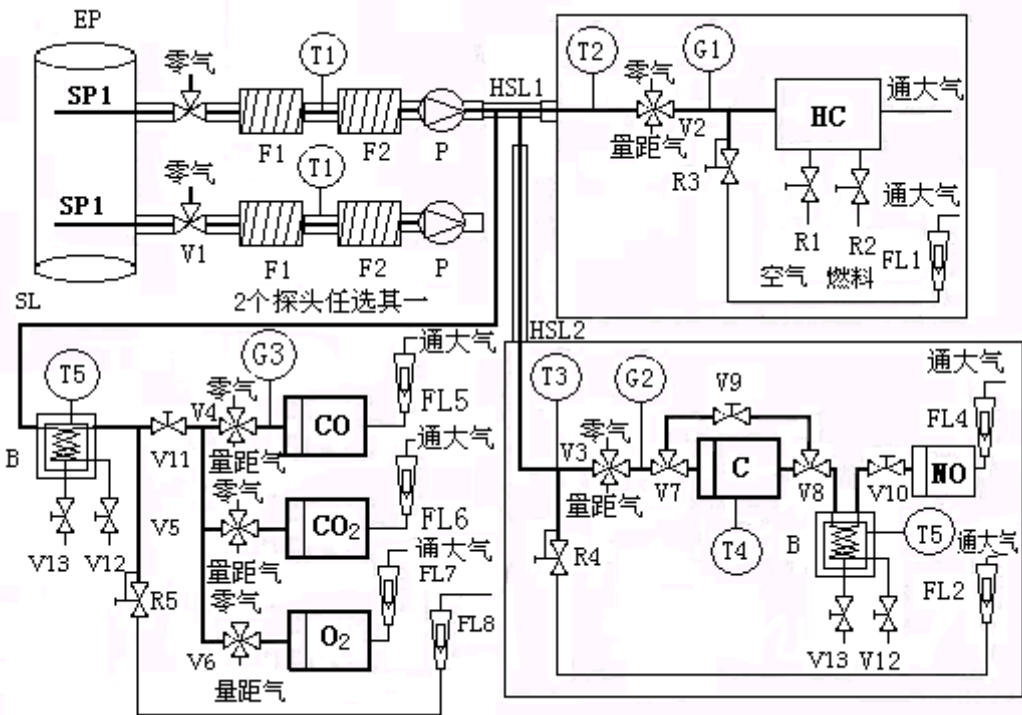 EP
零气
T1
SP1
F1
F2
P
零气
T1
SP1
V1
F1
F2
P
SL
2个探头任选其一
HSL1
T2
零气
G1
V2
量距气
HC
通大气
R3
R1
R2
空气
燃料
通大气
FL1
HSL2
T5
B
V13
V12
V11
V5
R5
V4
零气
G3
CO
通大气
FL5
量距气
零气
CO₂
通大气
FL6
量距气
零气
V6
O₂
通大气
FL7
量距气
FL8
T3
G2
V9
V3
零气
量距气
V7
C
V8
T4
R4
B
V10
NO
通大气
FL4
T5
通大气
FL2
V13
V12